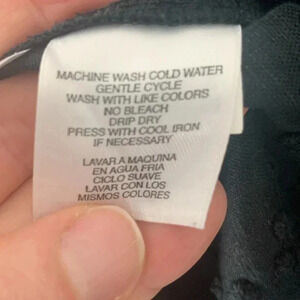 MACHINE WASH COLD WATER
GENTLE CYCLE
WASH WITH LIKE COLORS
NO BLEACH
DRIP DRY
PRESS WITH COOL IRON
IF NECESSARY
LAVAR A MAQUINA
EN AGUA FRIA
CICLO SUAVE
LAVAR CON LOS
MISMOS COLORES